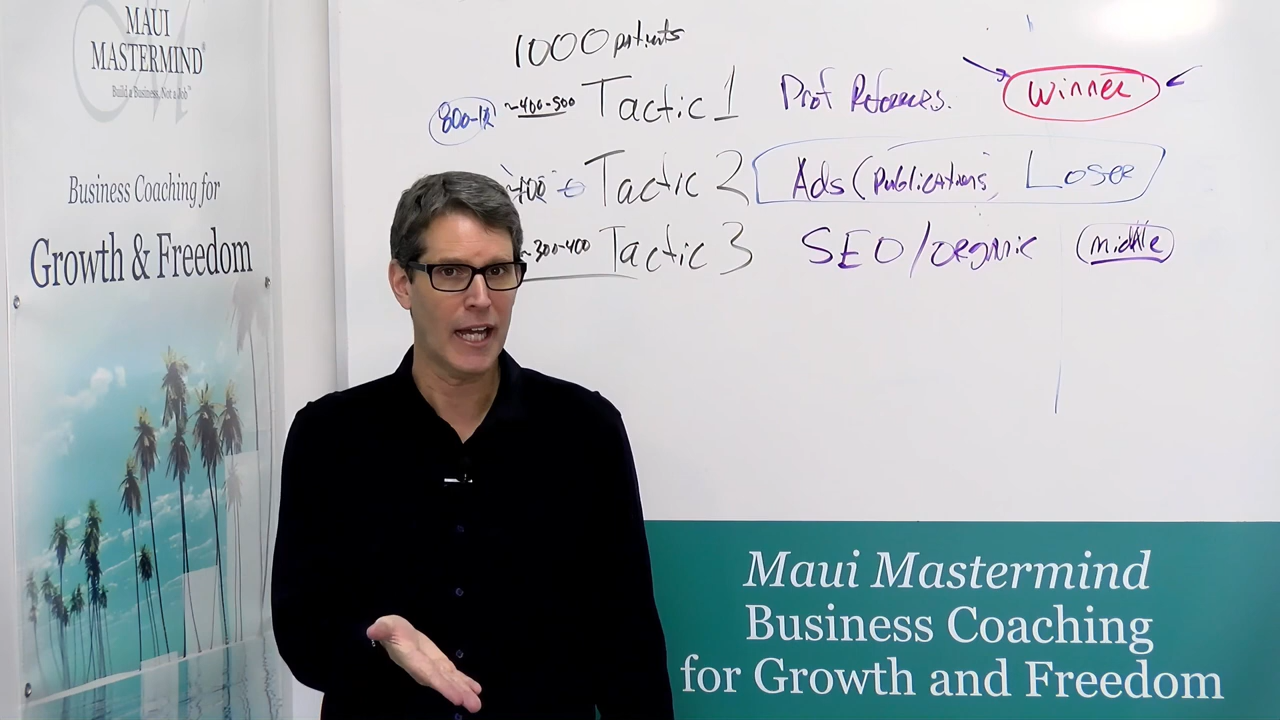 MAUI
MASTERMIND®
Build a Business, Not a Job™
Business Coaching for
Growth & Freedom
1000 patients
800-1k ~400-500 Tactic 1 Prof References. Winner
~100 Tactic 2 Ads (Publications, Loser
~300-400 Tactic 3 SEO/organic (middle)
Maui Mastermind
Business Coaching
for Growth and Freedom